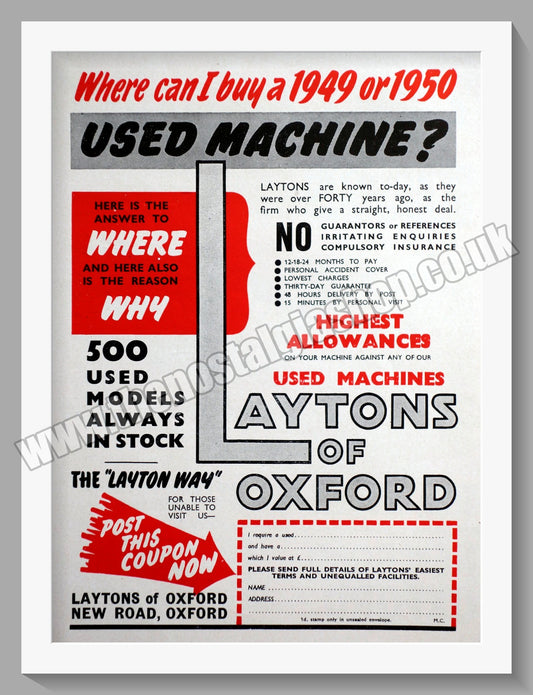 Where can I buy a 1949 or 1950
USED MACHINE?
HERE IS THE
ANSWER TO
WHERE
AND HERE ALSO
IS THE REASON
WHY
LAYTONS are known to-day, as they
were over FORTY years ago, as the
firm who give a straight, honest deal.
NO GUARANTORS or REFERENCES
IRRITATING ENQUIRIES
COMPULSORY INSURANCE
● 12-18-24 MONTHS TO PAY
● PERSONAL ACCIDENT COVER
● LOWEST CHARGES
● THIRTY-DAY GUARANTEE
● 48 HOURS DELIVERY BY POST
● 15 MINUTES BY PERSONAL VISIT
HIGHEST
ALLOWANCES
ON YOUR MACHINE AGAINST ANY OF OUR
USED MACHINES
500
USED
MODELS
ALWAYS
IN STOCK
LAYTONS
OF
OXFORD
THE "LAYTON WAY"
FOR THOSE
UNABLE TO
VISIT US—
POST
THIS
COUPON
NOW
LAYTONS of OXFORD
NEW ROAD, OXFORD
I require a used
and have a
which I value at £
PLEASE SEND FULL DETAILS OF LAYTONS' EASIEST
TERMS AND UNEQUALLED FACILITIES.
NAME
ADDRESS
1d. stamp only in unsealed envelope. M.C.
www.thenostalgiashop.co.uk